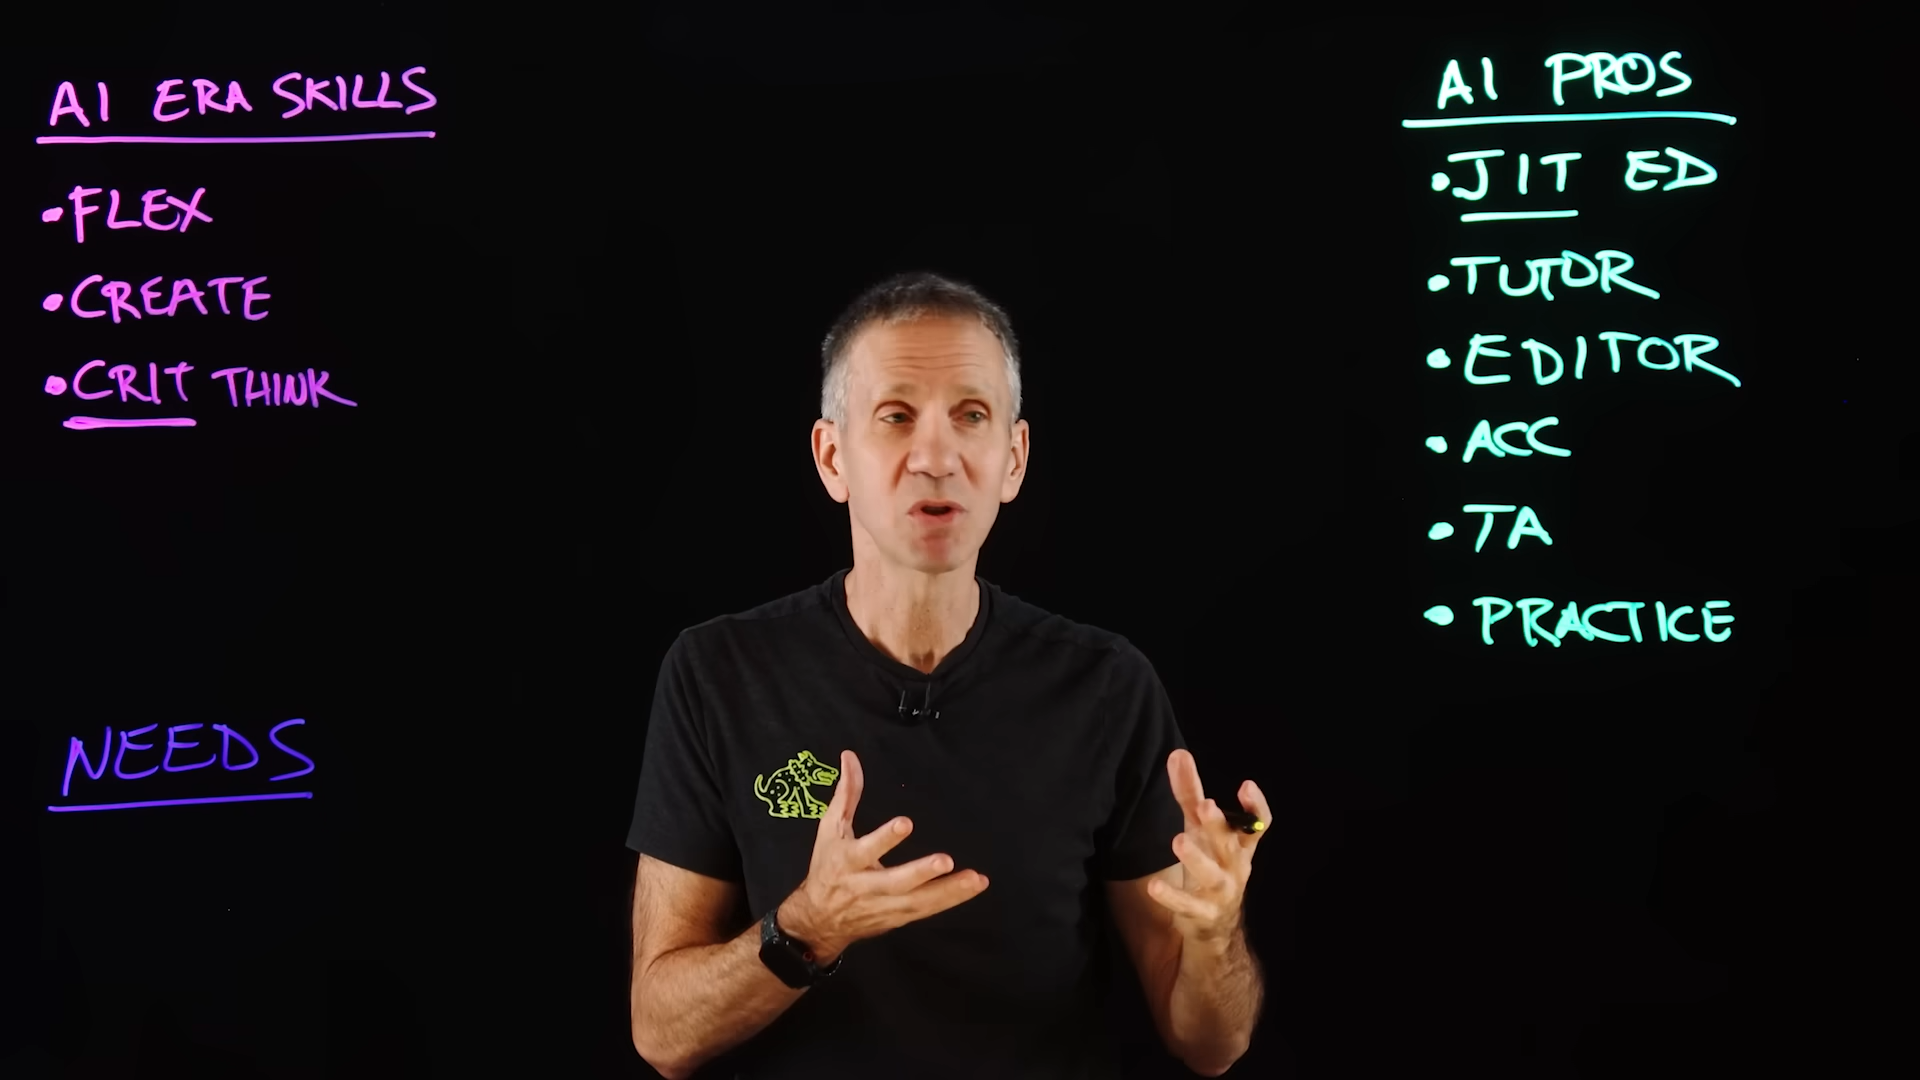 AI ERA SKILLS
•FLEX
•CREATE
•CRIT THINK
NEEDS
AI PROS
•JIT ED
•TUTOR
•EDITOR
•ACC
•TA
•PRACTICE